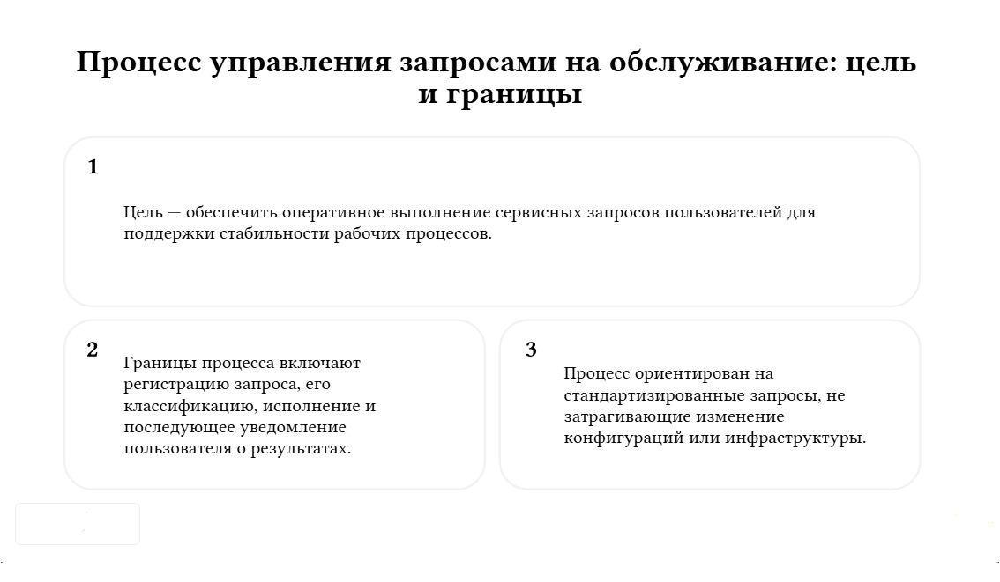 Процесс управления запросами на обслуживание: цель
и границы
1
Цель — обеспечить оперативное выполнение сервисных запросов пользователей для
поддержки стабильности рабочих процессов.
2
Границы процесса включают
регистрацию запроса, его
классификацию, исполнение и
последующее уведомление
пользователя о результатах.
3
Процесс ориентирован на
стандартизированные запросы, не
затрагивающие изменение
конфигураций или инфраструктуры.